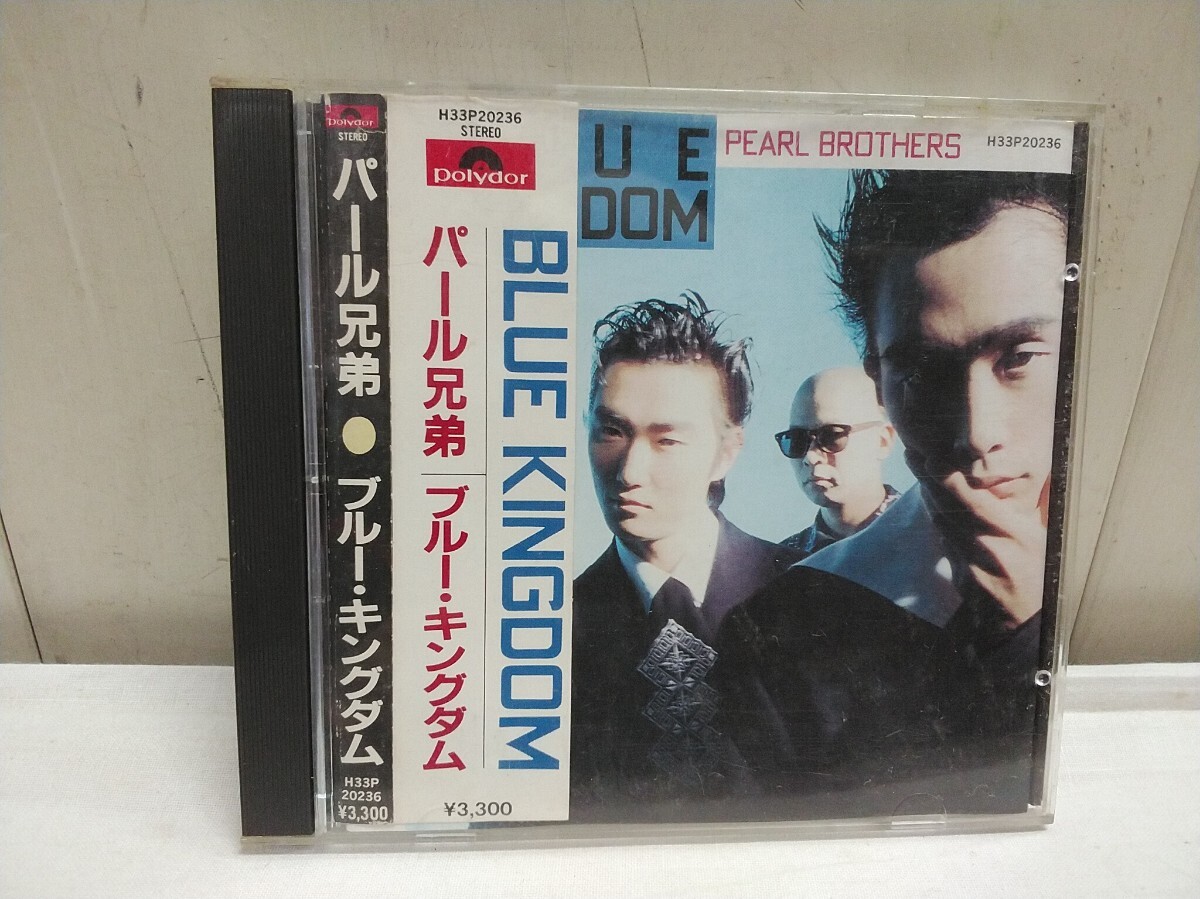 Polydor
STEREO
パール兄弟●ブルー・キングダム
H33P
20236
¥3,300
H33P20236
STEREO
Polydor
BLUE KINGDOM
パール兄弟
ブルー・キングダム
¥3,300
U E
DOM
PEARL BROTHERS
H33P20236